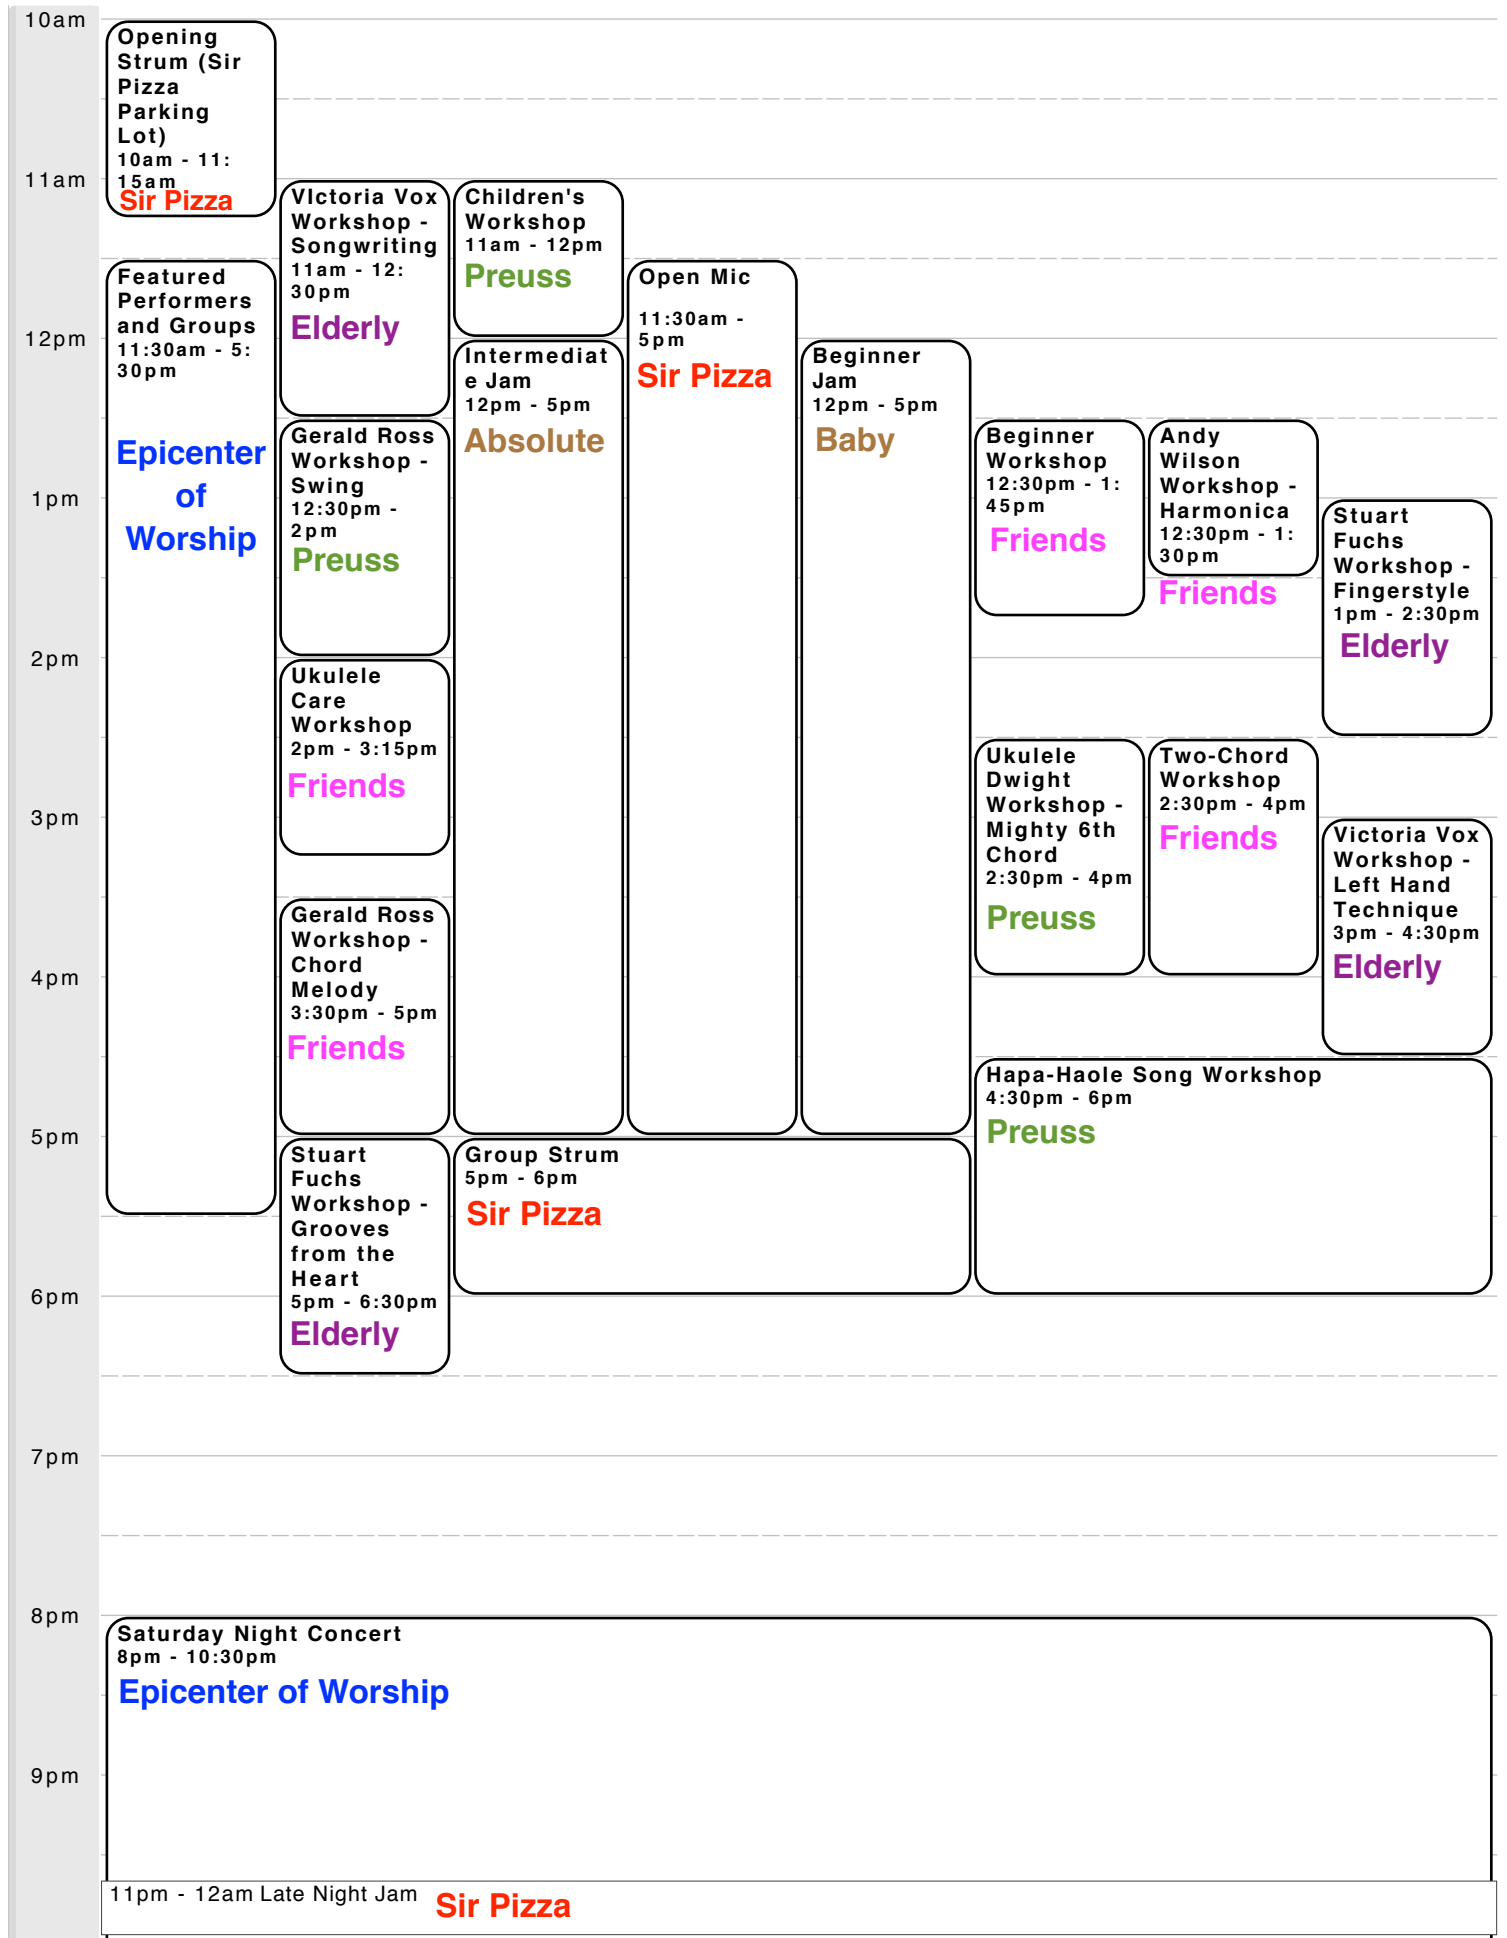 10am
Opening
Strum (Sir
Pizza
Parking
Lot)
10am - 11:
15am
Sir Pizza
11am
VIctoria Vox
Workshop -
Songwriting
11am - 12:
30pm
Elderly
Children's
Workshop
11am - 12pm
Preuss
Featured
Performers
and Groups
11:30am - 5:
30pm
Epicenter
of
Worship
Open Mic
11:30am -
5pm
Sir Pizza
12pm
Intermediat
e Jam
12pm - 5pm
Absolute
Beginner
Jam
12pm - 5pm
Baby
Gerald Ross
Workshop -
Swing
12:30pm -
2pm
Preuss
Beginner
Workshop
12:30pm - 1:
45pm
Friends
Andy
Wilson
Workshop -
Harmonica
12:30pm - 1:
30pm
Friends
1pm
Stuart
Fuchs
Workshop -
Fingerstyle
1pm - 2:30pm
Elderly
2pm
Ukulele
Care
Workshop
2pm - 3:15pm
Friends
Ukulele
Dwight
Workshop -
Mighty 6th
Chord
2:30pm - 4pm
Preuss
Two-Chord
Workshop
2:30pm - 4pm
Friends
3pm
Victoria Vox
Workshop -
Left Hand
Technique
3pm - 4:30pm
Elderly
Gerald Ross
Workshop -
Chord
Melody
3:30pm - 5pm
Friends
4pm
Hapa-Haole Song Workshop
4:30pm - 6pm
Preuss
5pm
Stuart
Fuchs
Workshop -
Grooves
from the
Heart
5pm - 6:30pm
Elderly
Group Strum
5pm - 6pm
Sir Pizza
6pm
7pm
8pm
Saturday Night Concert
8pm - 10:30pm
Epicenter of Worship
9pm
11pm - 12am Late Night Jam Sir Pizza